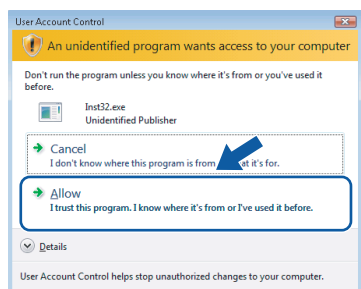 User Account Control
An unidentified program wants access to your computer
Don't run the program unless you know where it's from or you've used it
before.
Inst32.exe
Unidentified Publisher
Cancel
I don't know where this program is from at it's for.
Allow
I trust this program. I know where it's from or I've used it before.
Details
User Account Control helps stop unauthorized changes to your computer.